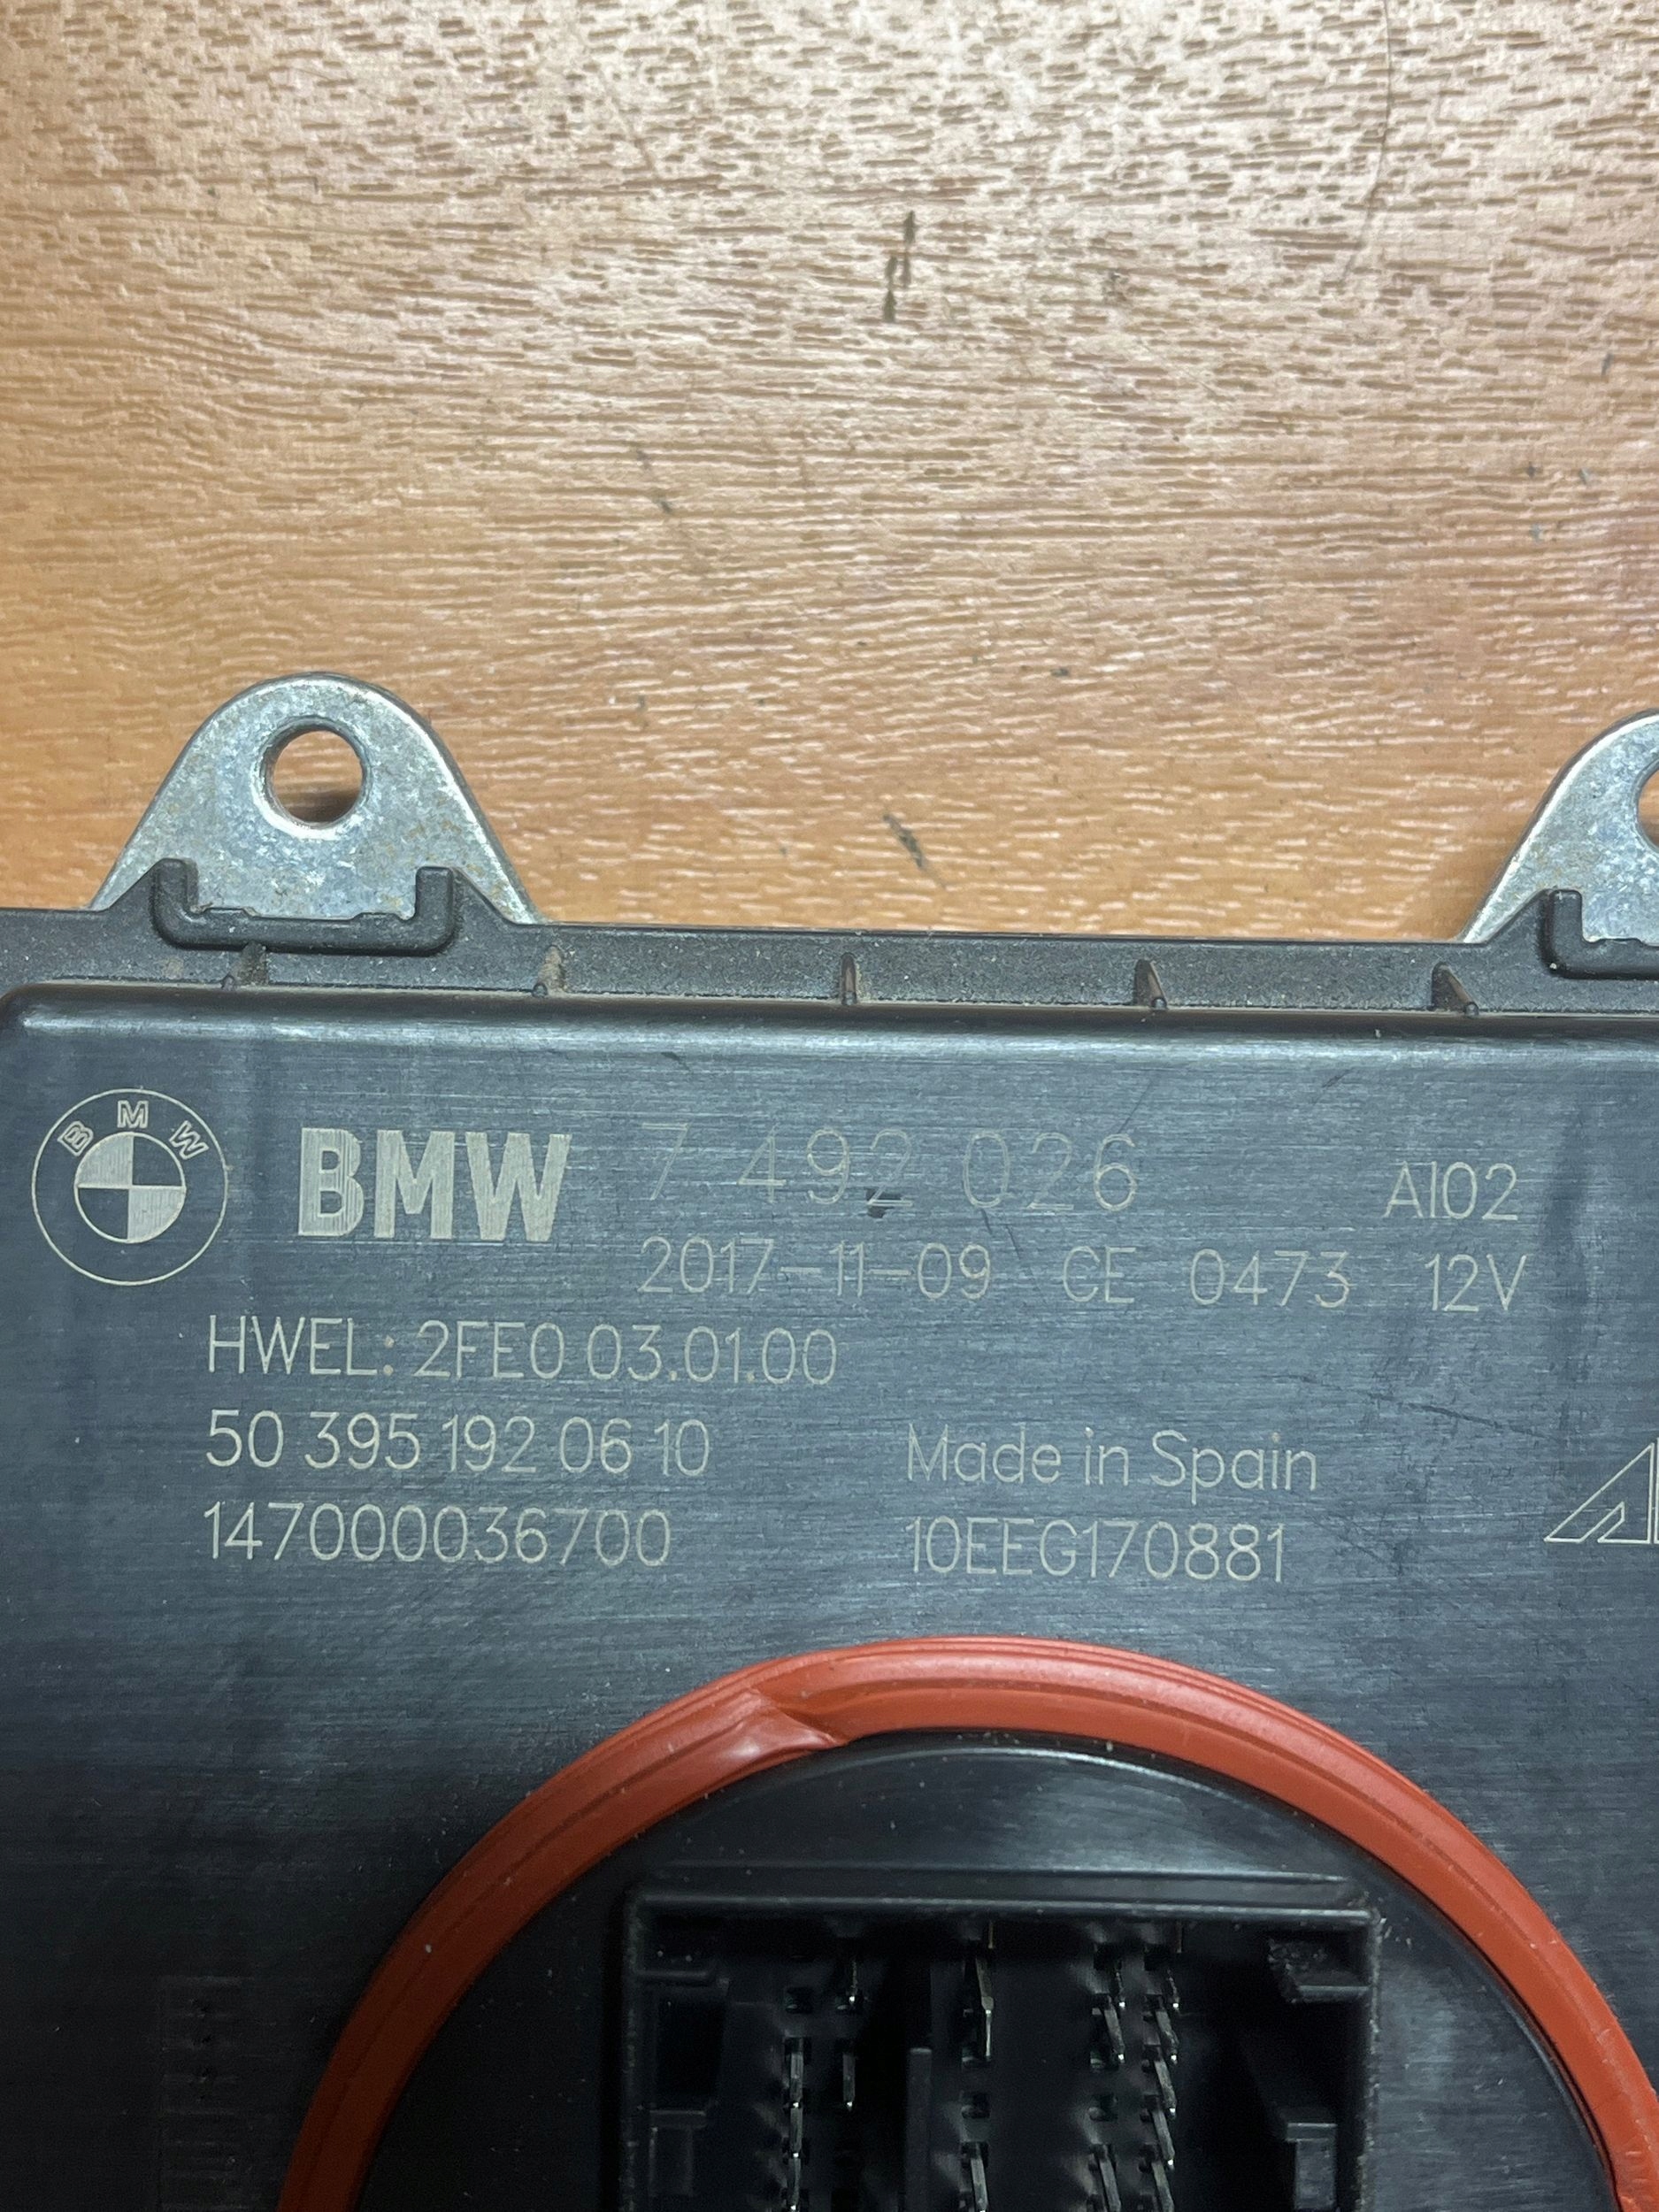 BMW BMW 7 492 026 AI02
2017-11-09 CE 0473 12V
HWEL: 2FE0 03.01.00
50 395 192 06 10 Made in Spain
147000036700 10EEG170881